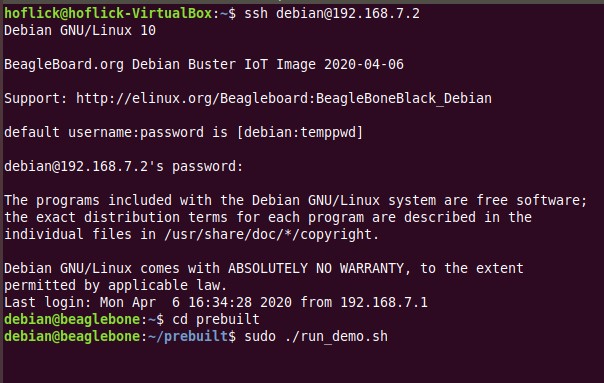 hoflick@hoflick-VirtualBox:~$ ssh debian@192.168.7.2
Debian GNU/Linux 10
BeagleBoard.org Debian Buster IoT Image 2020-04-06
Support: http://elinux.org/Beagleboard:BeagleBoneBlack_Debian
default username:password is [debian:temppwd]
debian@192.168.7.2's password:
The programs included with the Debian GNU/Linux system are free software;
the exact distribution terms for each program are described in the
individual files in /usr/share/doc/*/copyright.
Debian GNU/Linux comes with ABSOLUTELY NO WARRANTY, to the extent
permitted by applicable law.
Last login: Mon Apr  6 16:34:28 2020 from 192.168.7.1
debian@beaglebone:~$ cd prebuilt
debian@beaglebone:~/prebuilt$ sudo ./run_demo.sh